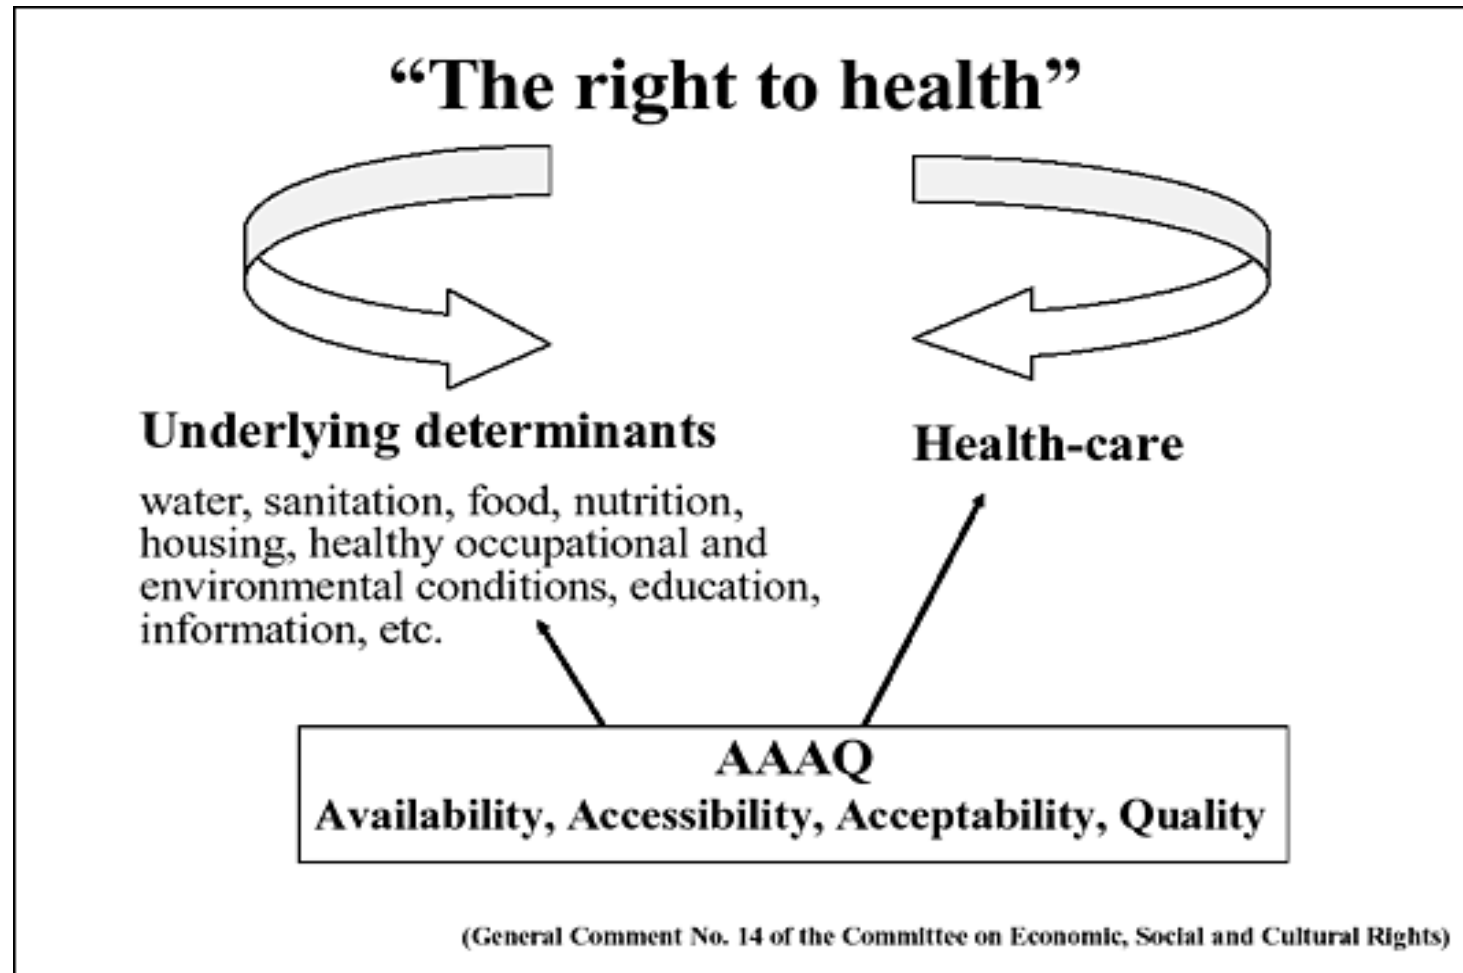 “The right to health”
Underlying determinants
water, sanitation, food, nutrition,
housing, healthy occupational and
environmental conditions, education,
information, etc.
Health-care
AAAQ
Availability, Accessibility, Acceptability, Quality
(General Comment No. 14 of the Committee on Economic, Social and Cultural Rights)